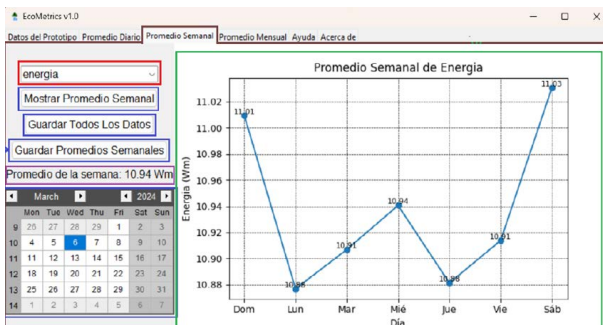 EcoMetrics v1.0
Datos del Prototipo Promedio Diario Promedio Semanal Promedio Mensual Ayuda Acerca de
energia
Mostrar Promedio Semanal
Guardar Todos Los Datos
Guardar Promedios Semanales
Promedio de la semana: 10.94 Wm
March 2024
Mon Tue Wed Thu Fri Sat Sun
9 26 27 28 29 1 2 3
10 4 5 6 7 8 9 10
11 11 12 13 14 15 16 17
12 18 19 20 21 22 23 24
13 25 26 27 28 29 30 31
14 1 2 3 4 5 6 7
Promedio Semanal de Energia
Energia (Wm)
11.02
11.00
10.98
10.96
10.94
10.92
10.90
10.88
11.01
10.88
10.91
10.94
10.88
10.91
11.03
Dom Lun Mar Mié Jue Vie Sáb
Día